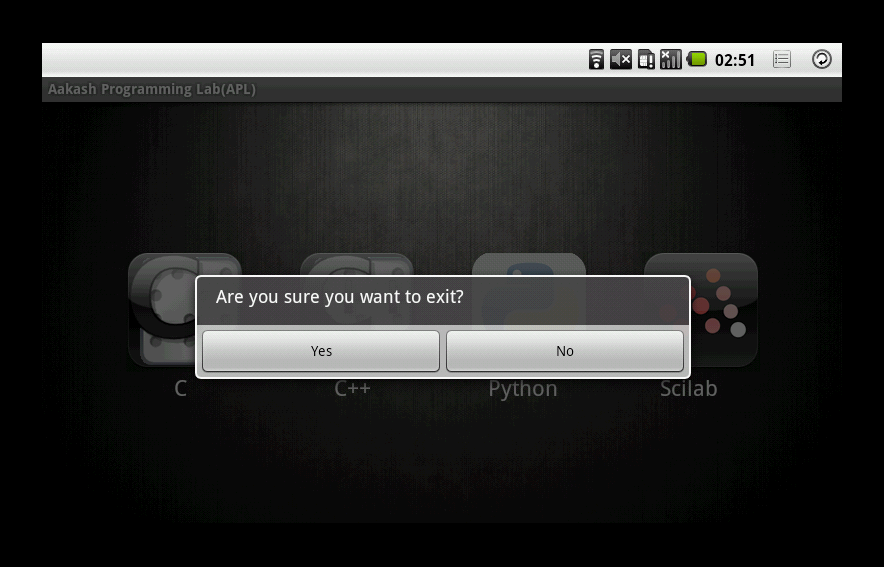 02:51
Aakash Programming Lab(APL)
Are you sure you want to exit?
Yes No
C C++ Python Scilab